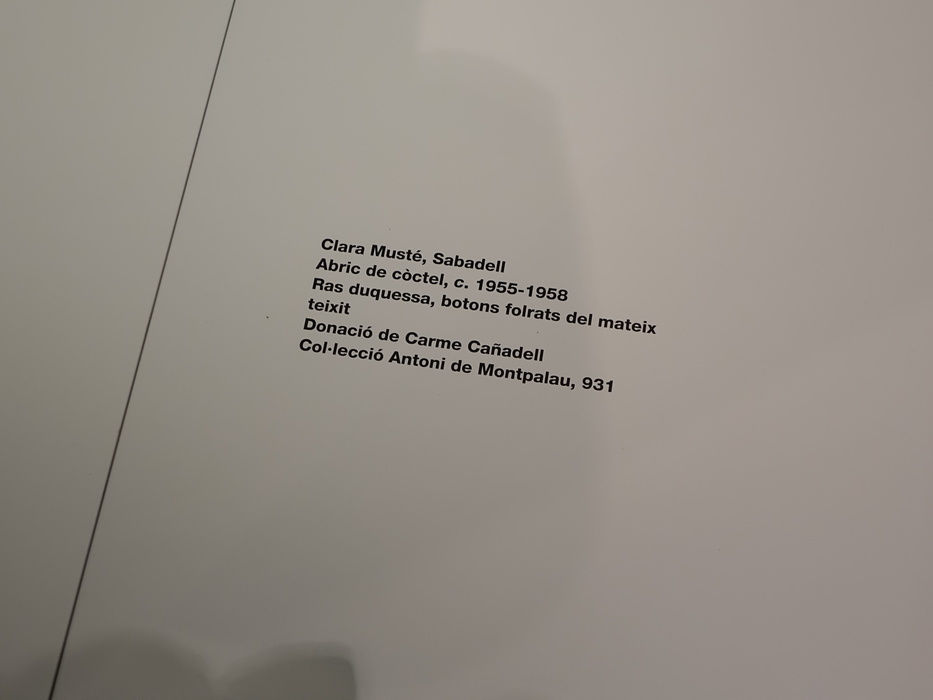 Clara Musté, Sabadell
Abric de còctel, c. 1955-1958
Ras duquessa, botons folrats del mateix
teixit
Donació de Carme Cañadell
Col·lecció Antoni de Montpalau, 931